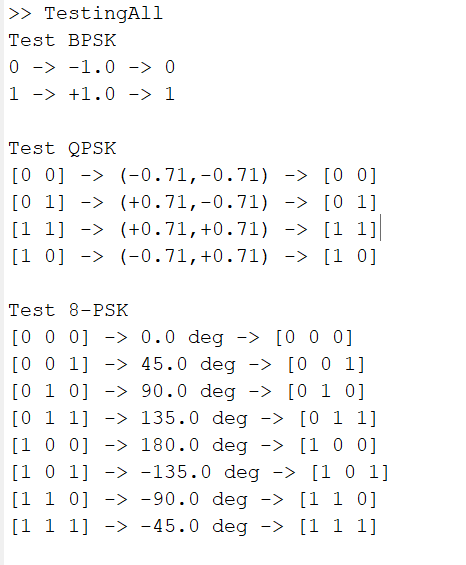 >> TestingAll
Test BPSK
0 -> -1.0 -> 0
1 -> +1.0 -> 1
Test QPSK
[0 0] -> (-0.71,-0.71) -> [0 0]
[0 1] -> (+0.71,-0.71) -> [0 1]
[1 1] -> (+0.71,+0.71) -> [1 1]
[1 0] -> (-0.71,+0.71) -> [1 0]
Test 8-PSK
[0 0 0] -> 0.0 deg -> [0 0 0]
[0 0 1] -> 45.0 deg -> [0 0 1]
[0 1 0] -> 90.0 deg -> [0 1 0]
[0 1 1] -> 135.0 deg -> [0 1 1]
[1 0 0] -> 180.0 deg -> [1 0 0]
[1 0 1] -> -135.0 deg -> [1 0 1]
[1 1 0] -> -90.0 deg -> [1 1 0]
[1 1 1] -> -45.0 deg -> [1 1 1]